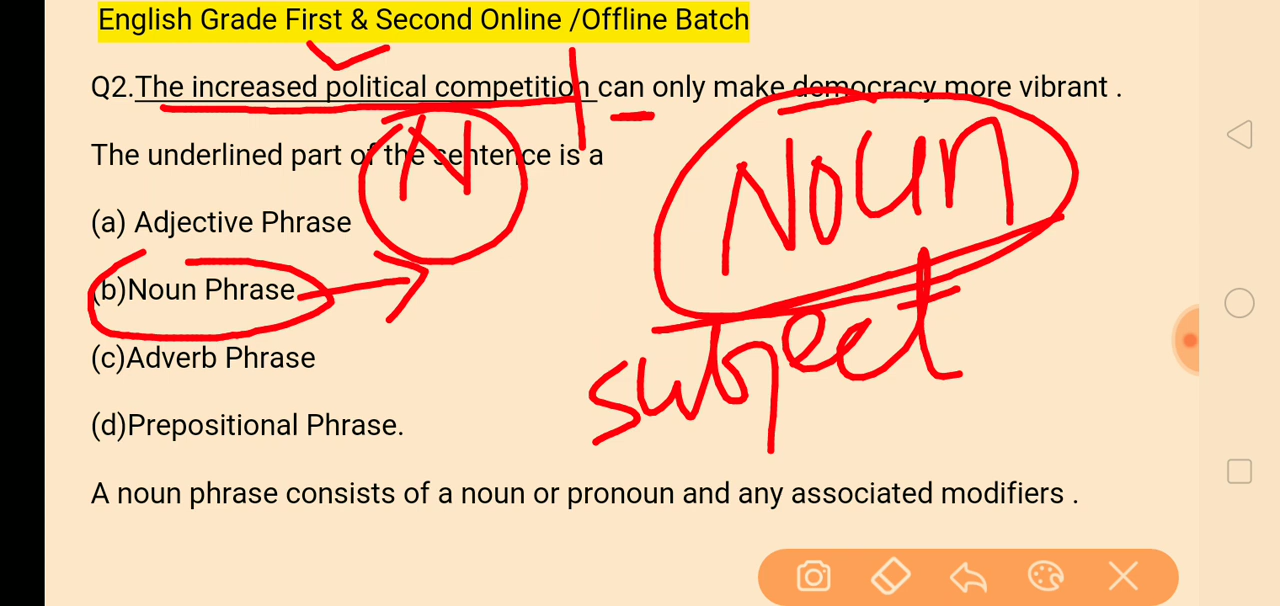 English Grade First & Second Online /Offline Batch
Q2.The increased political competition can only make democracy more vibrant .
The underlined part of the sentence is a
N
Noun
(a) Adjective Phrase
(b)Noun Phrase
subject
(c)Adverb Phrase
(d)Prepositional Phrase.
A noun phrase consists of a noun or pronoun and any associated modifiers .